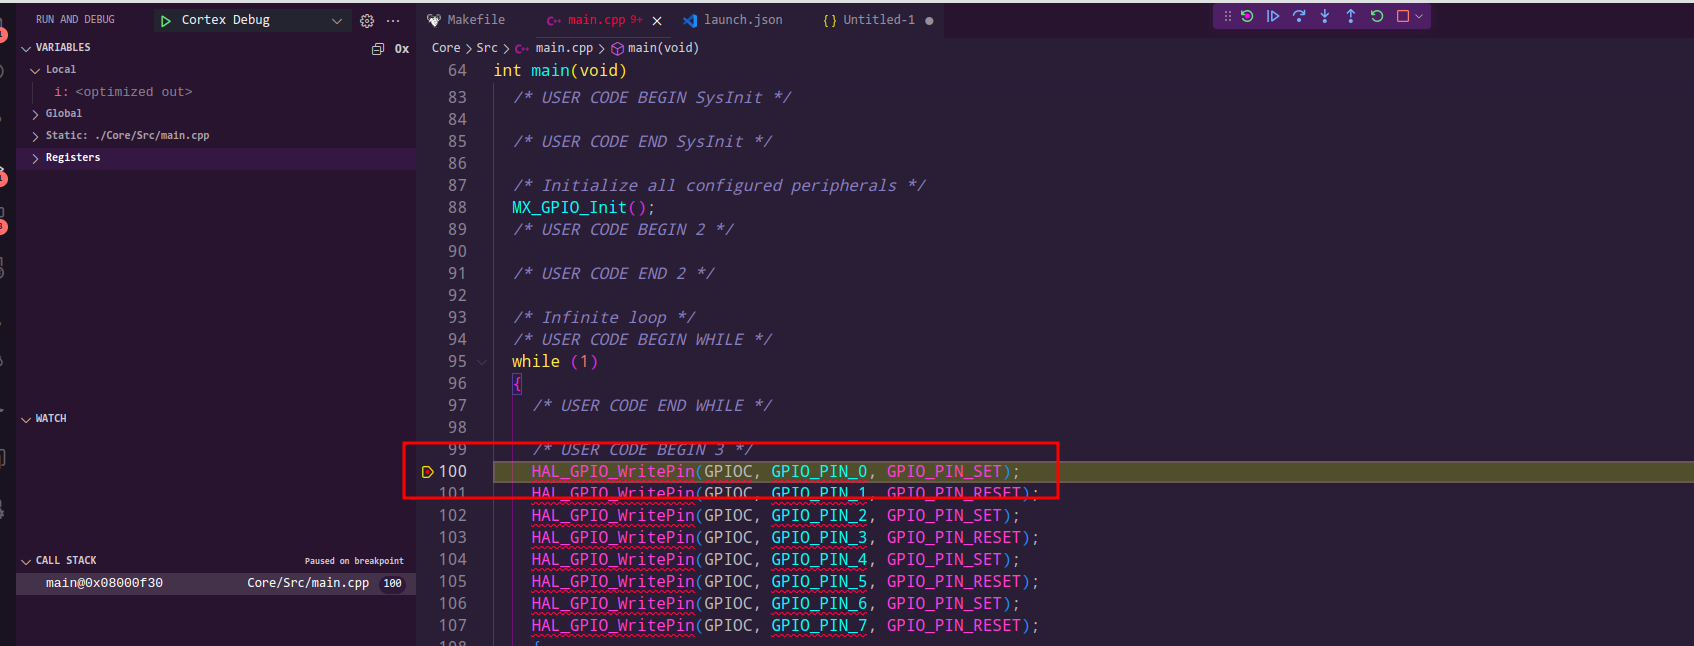 RUN AND DEBUG
Cortex Debug
VARIABLES
0x
Local
i: <optimized out>
Global
Static: ./Core/Src/main.cpp
Registers
WATCH
CALL STACK
Paused on breakpoint
main@0x08000f30
Core/Src/main.cpp 100
Makefile
main.cpp 9+
launch.json
{} Untitled-1
Core > Src > main.cpp > main(void)
64 int main(void)
83 /* USER CODE BEGIN SysInit */
84
85 /* USER CODE END SysInit */
86
87 /* Initialize all configured peripherals */
88 MX_GPIO_Init();
89 /* USER CODE BEGIN 2 */
90
91 /* USER CODE END 2 */
92
93 /* Infinite loop */
94 /* USER CODE BEGIN WHILE */
95 while (1)
96 {
97 /* USER CODE END WHILE */
98
99 /* USER CODE BEGIN 3 */
100 HAL_GPIO_WritePin(GPIOC, GPIO_PIN_0, GPIO_PIN_SET);
101 HAL_GPIO_WritePin(GPIOC, GPIO_PIN_1, GPIO_PIN_RESET);
102 HAL_GPIO_WritePin(GPIOC, GPIO_PIN_2, GPIO_PIN_SET);
103 HAL_GPIO_WritePin(GPIOC, GPIO_PIN_3, GPIO_PIN_RESET);
104 HAL_GPIO_WritePin(GPIOC, GPIO_PIN_4, GPIO_PIN_SET);
105 HAL_GPIO_WritePin(GPIOC, GPIO_PIN_5, GPIO_PIN_RESET);
106 HAL_GPIO_WritePin(GPIOC, GPIO_PIN_6, GPIO_PIN_SET);
107 HAL_GPIO_WritePin(GPIOC, GPIO_PIN_7, GPIO_PIN_RESET);